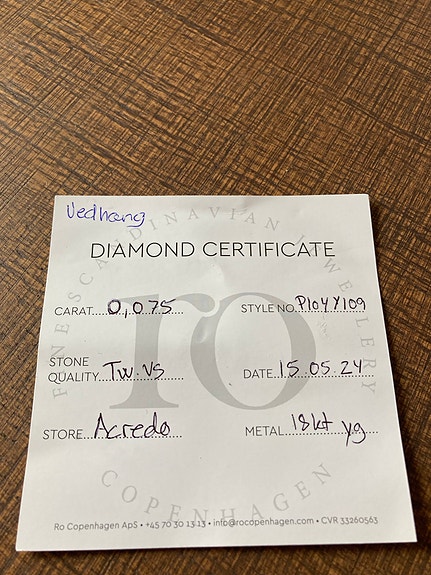 Vedhæng
FINE SCANDINAVIAN JEWELLERY
DIAMOND CERTIFICATE
CARAT 0,075 STYLE NO. P104Y109
ro
STONE
QUALITY TW.VS DATE 15.05.24
STORE Acredo METAL 18kt yg
COPENHAGEN
Ro Copenhagen ApS • +45 70 30 13 13 • info@rocopenhagen.com • CVR 33260563